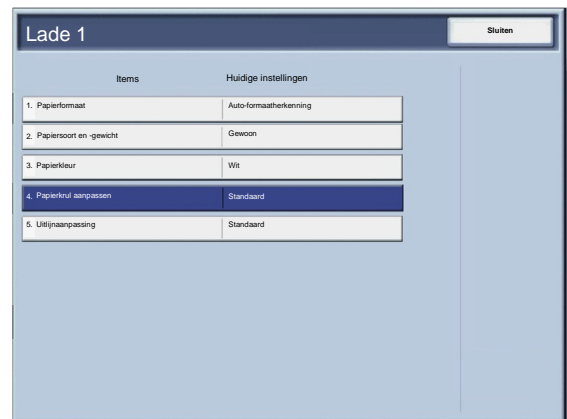 Lade 1
Sluiten
Items Huidige instellingen
1. Papierformaat Auto-formaatherkenning
2. Papiersoort en -gewicht Gewoon
3. Papierkleur Wit
4. Papierkrul aanpassen Standaard
5. Uitlijnaanpassing Standaard